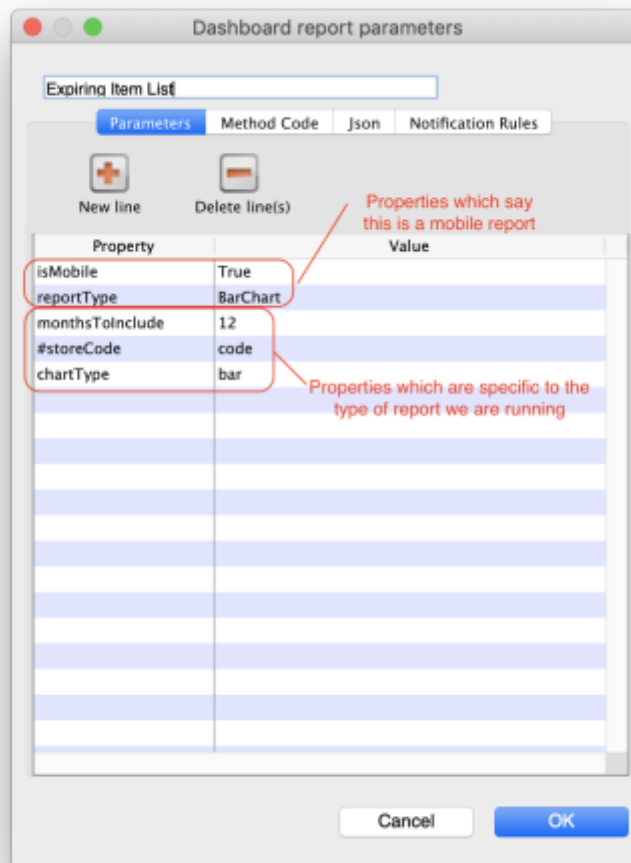 Dashboard report parameters
Expiring Item List
Parameters Method Code Json Notification Rules
New line Delete line(s)
Properties which say
this is a mobile report
Property Value
isMobile True
reportType BarChart
monthsToInclude 12
#storeCode code
chartType bar
Properties which are specific to the
type of report we are running
Cancel OK